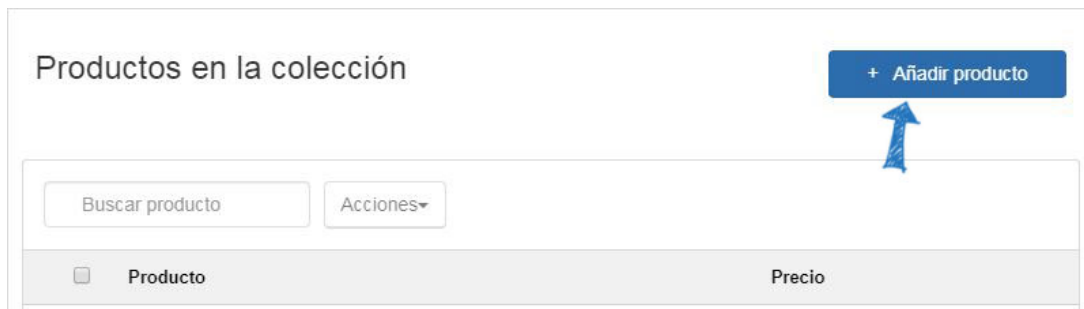 Productos en la colección
+ Añadir producto
Buscar producto
Acciones
Producto
Precio